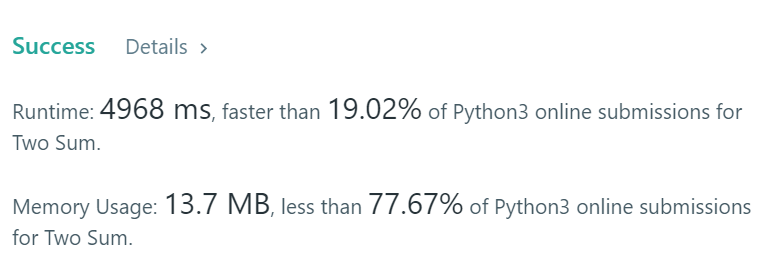 Success Details >
Runtime: 4968 ms, faster than 19.02% of Python3 online submissions for
Two Sum.
Memory Usage: 13.7 MB, less than 77.67% of Python3 online submissions
for Two Sum.